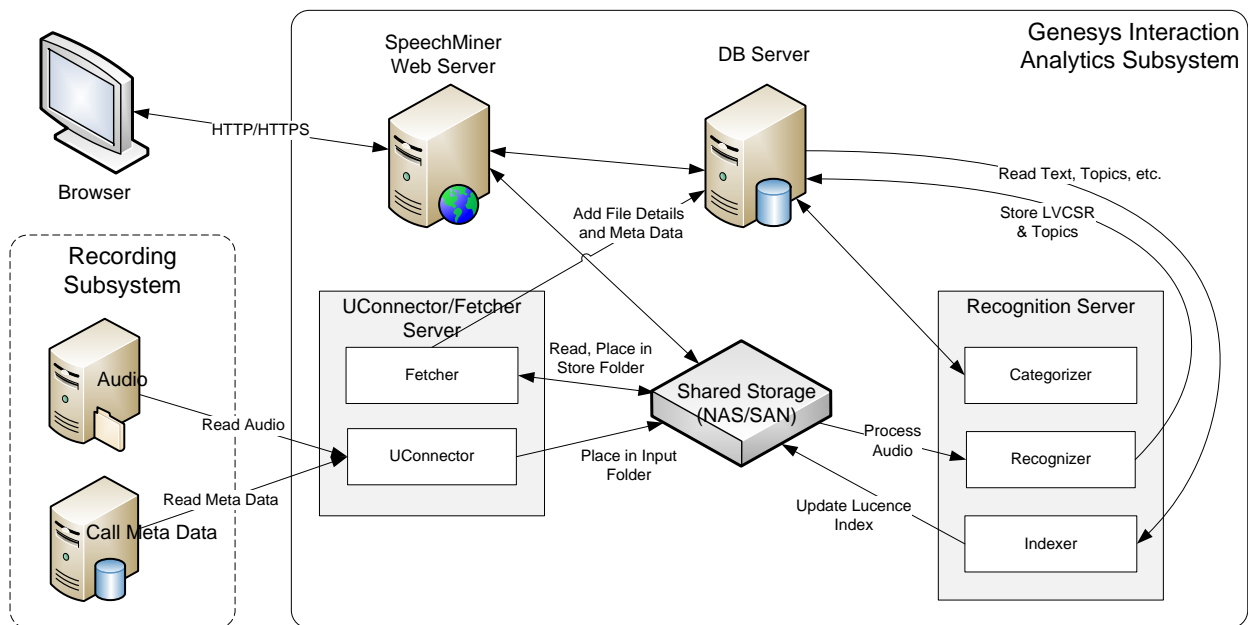 Genesys Interaction
Analytics Subsystem
SpeechMiner
Web Server
DB Server
HTTP/HTTPS
Browser
Read Text, Topics, etc.
Add File Details
and Meta Data
Store LVCSR
& Topics
Recording
Subsystem
UConnector/Fetcher
Server
Recognition Server
Fetcher
Read, Place in
Store Folder
Categorizer
Audio
Shared Storage
(NAS/SAN)
Read Audio
UConnector
Place in Input
Folder
Process
Audio
Recognizer
Read Meta Data
Call Meta Data
Update Lucence
Index
Indexer